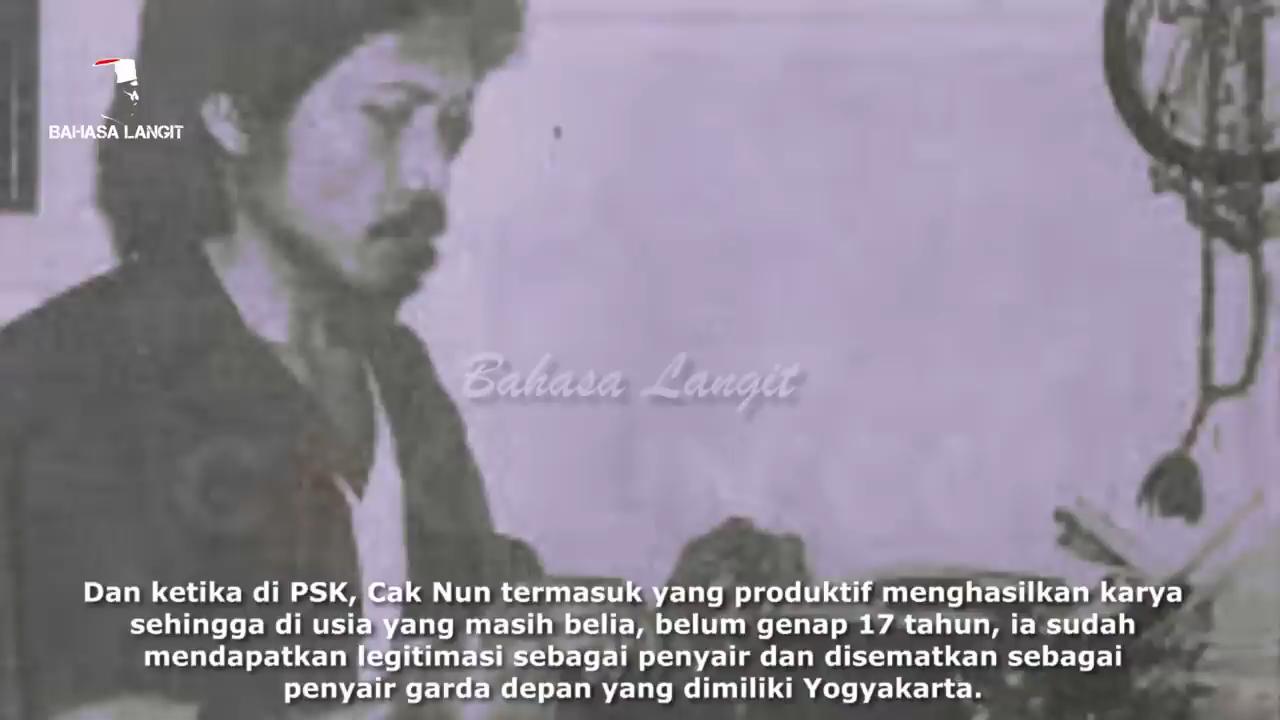 BAHASA LANGIT
Bahasa Langit
Dan ketika di PSK, Cak Nun termasuk yang produktif menghasilkan karya
sehingga di usia yang masih belia, belum genap 17 tahun, ia sudah
mendapatkan legitimasi sebagai penyair dan disematkan sebagai
penyair garda depan yang dimiliki Yogyakarta.